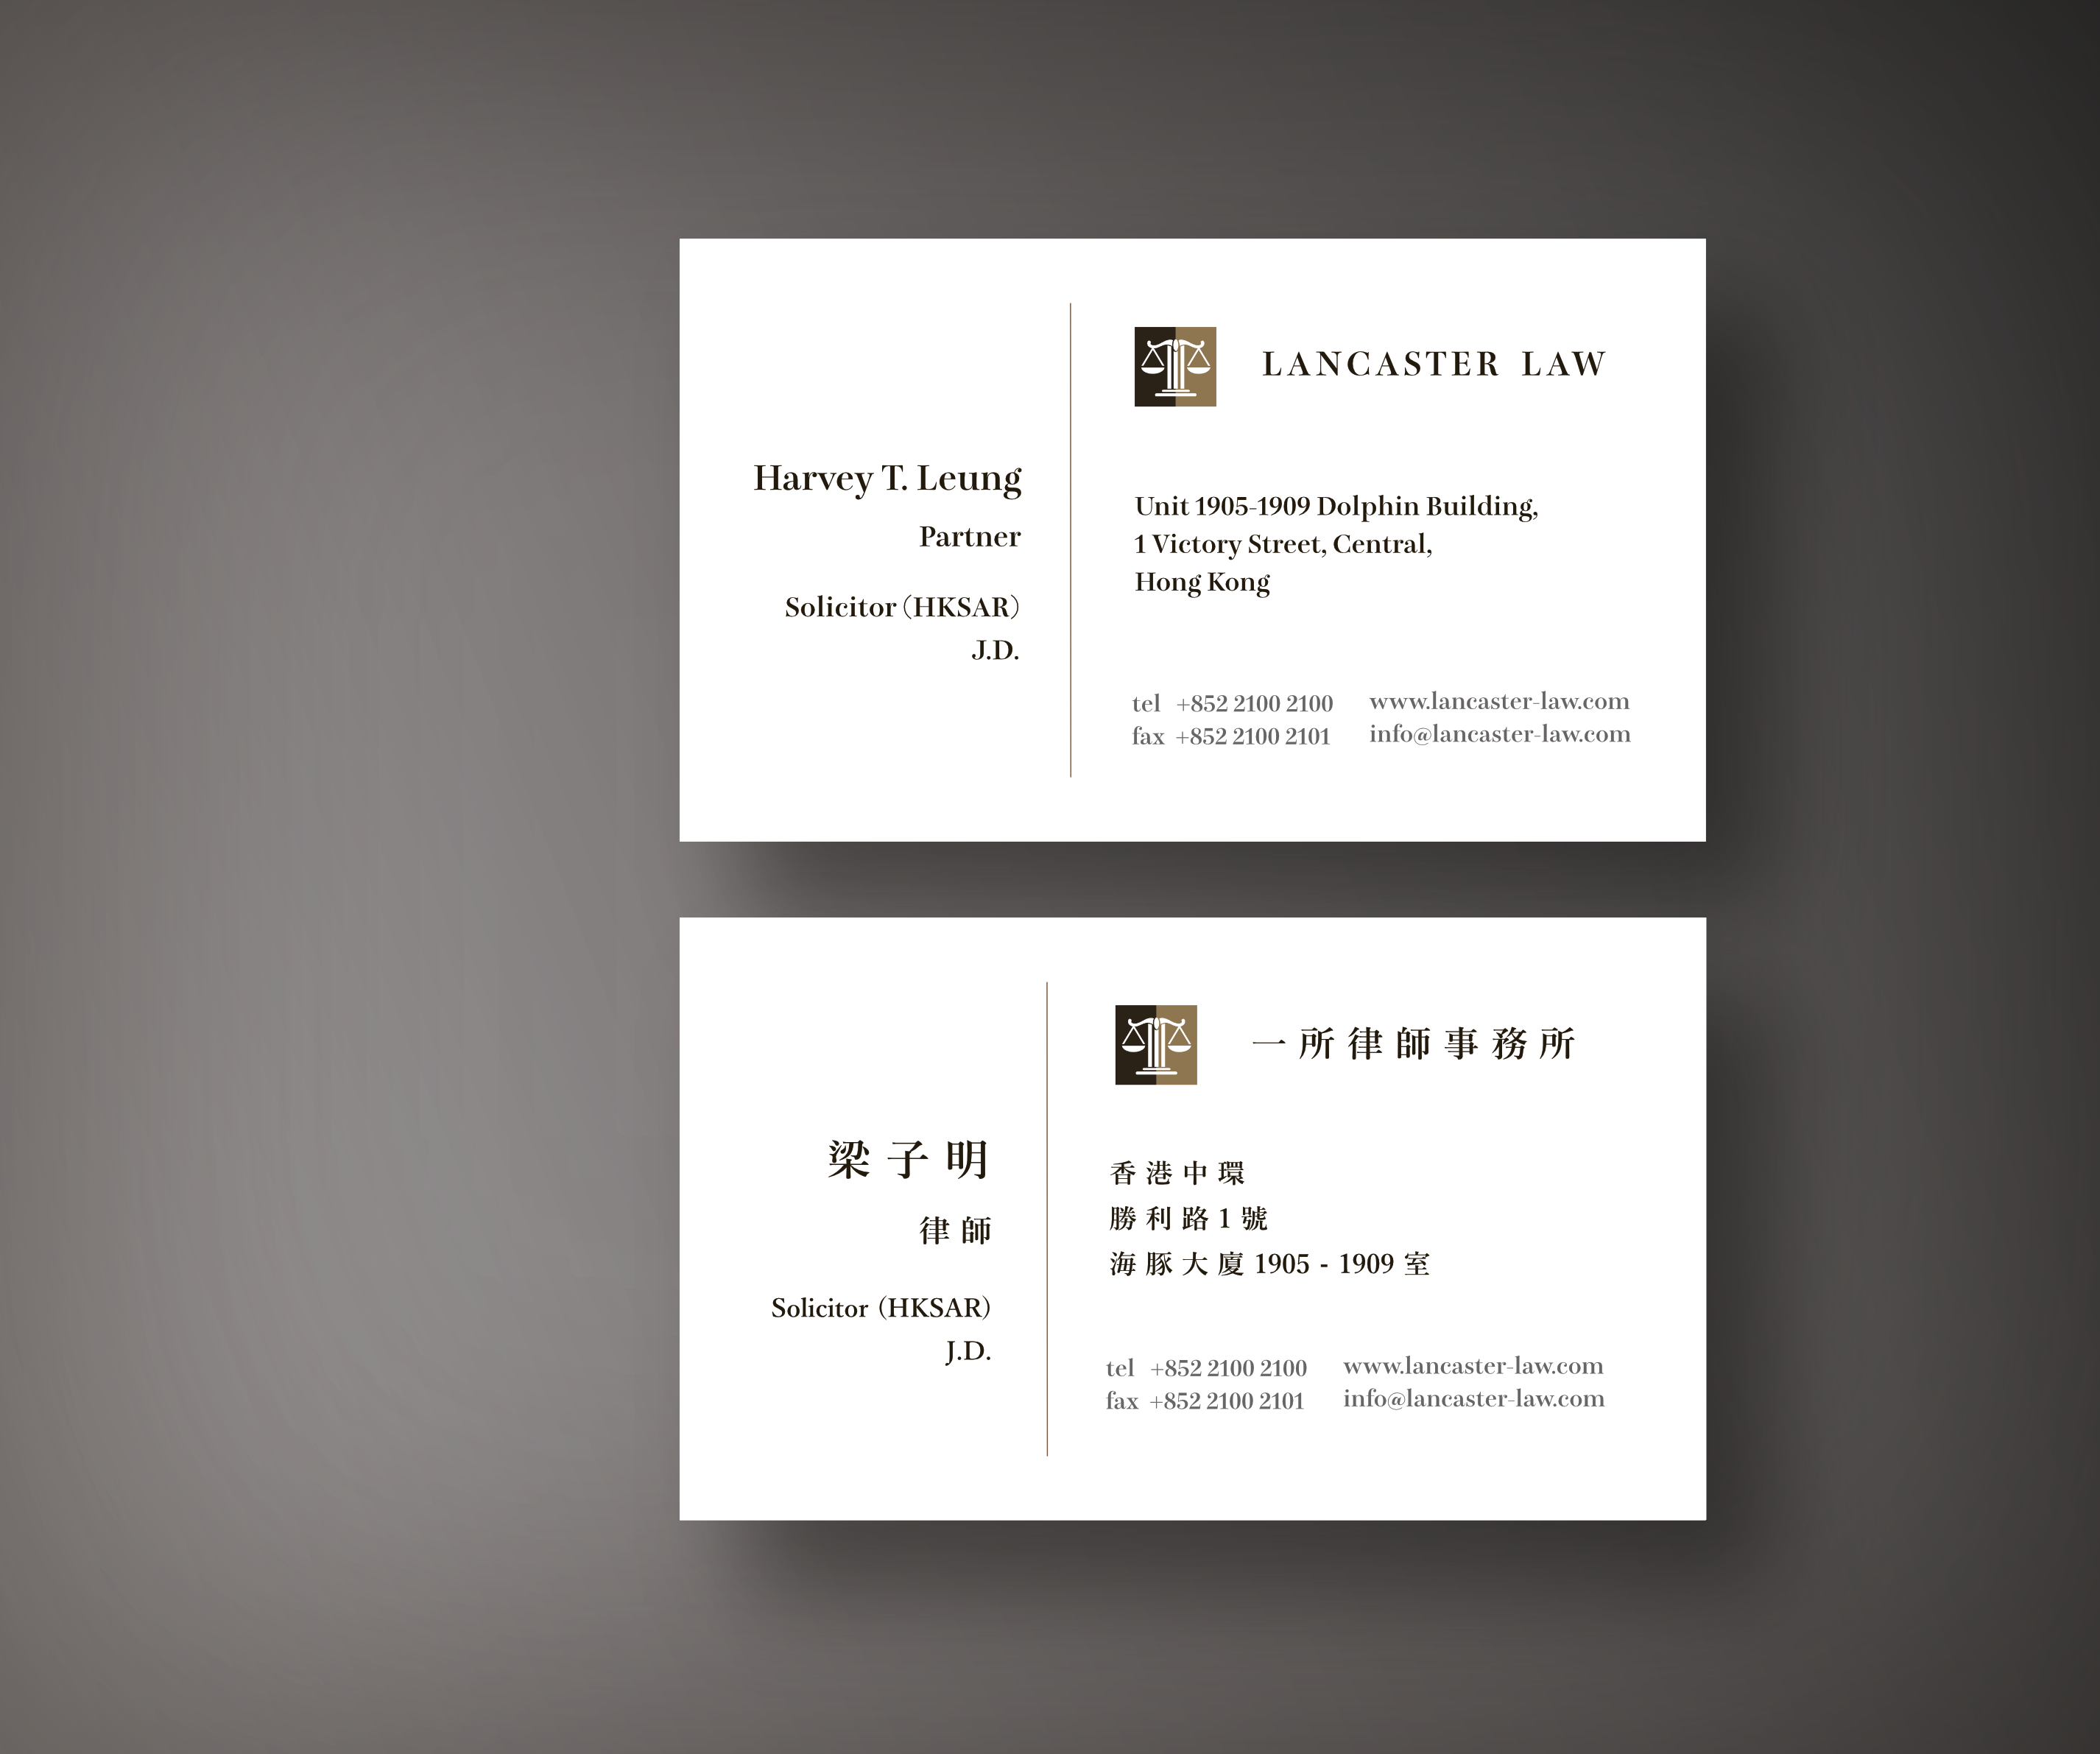 Harvey T. Leung
Partner
Solicitor (HKSAR)
J.D.
LANCASTER LAW
Unit 1905-1909 Dolphin Building,
1 Victory Street, Central,
Hong Kong
tel +852 2100 2100
fax +852 2100 2101
www.lancaster-law.com
info@lancaster-law.com
梁子明
律師
Solicitor (HKSAR)
J.D.
一所律師事務所
香港中環
勝利路1號
海豚大廈1905 - 1909 室
tel +852 2100 2100
fax +852 2100 2101
www.lancaster-law.com
info@lancaster-law.com